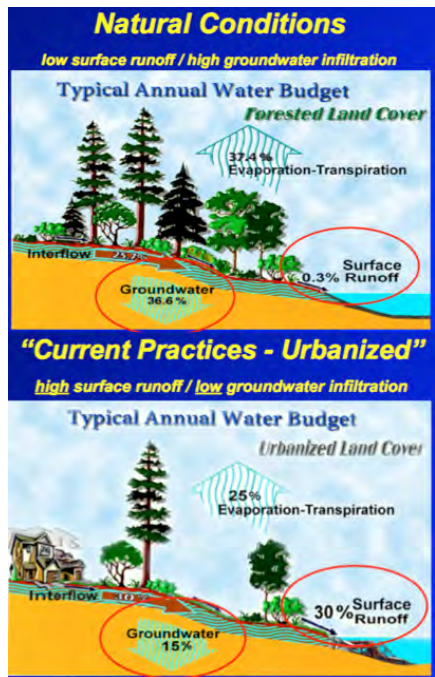 Natural Conditions
low surface runoff / high groundwater infiltration
Typical Annual Water Budget
Forested Land Cover
37.4 %
Evaporation-Transpiration
Interflow
Surface
0.3% Runoff
Groundwater
36.6 %
"Current Practices - Urbanized"
high surface runoff / low groundwater infiltration
Typical Annual Water Budget
Urbanized Land Cover
25%
Evaporation-Transpiration
Interflow
30% Surface
Runoff
Groundwater
15%